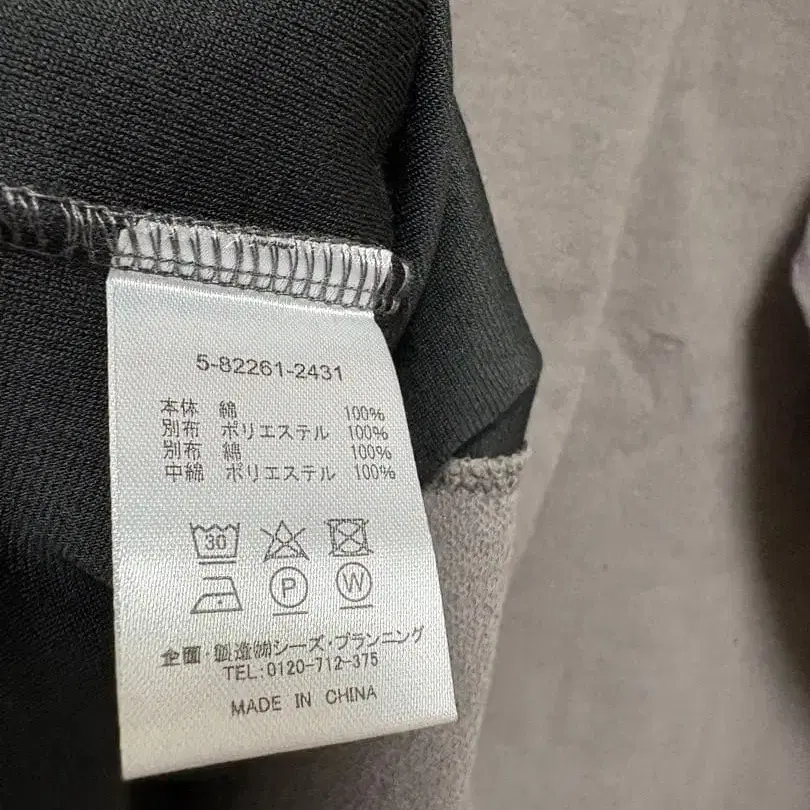 5-82261-2431
本体 綿 100%
別布 ポリエステル 100%
別布 綿 100%
中綿 ポリエステル 100%
30
P W
企画・製造㈱シーズ・プランニング
TEL:0120-712-375
MADE IN CHINA